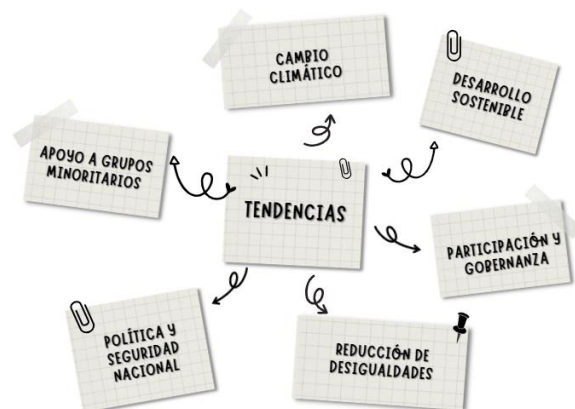 CAMBIO
CLIMÁTICO
DESARROLLO
SOSTENIBLE
APOYO A GRUPOS
MINORITARIOS
TENDENCIAS
PARTICIPACIÓN Y
GOBERNANZA
POLÍTICA Y
SEGURIDAD
NACIONAL
REDUCCIÓN DE
DESIGUALDADES